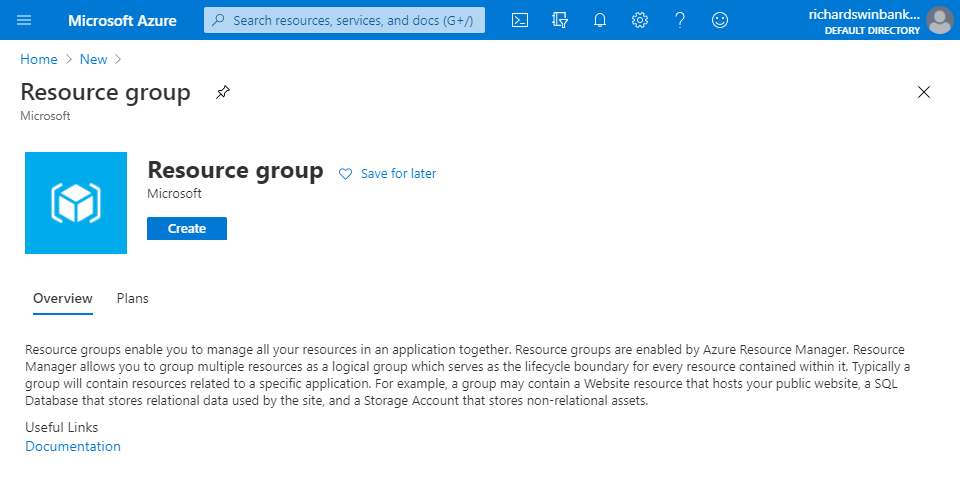 Microsoft Azure
Search resources, services, and docs (G+/)
richardswinbank...
DEFAULT DIRECTORY
Home > New >
Resource group
Microsoft
Resource group
Save for later
Microsoft
Create
Overview
Plans
Resource groups enable you to manage all your resources in an application together. Resource groups are enabled by Azure Resource Manager. Resource
Manager allows you to group multiple resources as a logical group which serves as the lifecycle boundary for every resource contained within it. Typically a
group will contain resources related to a specific application. For example, a group may contain a Website resource that hosts your public website, a SQL
Database that stores relational data used by the site, and a Storage Account that stores non-relational assets.
Useful Links
Documentation